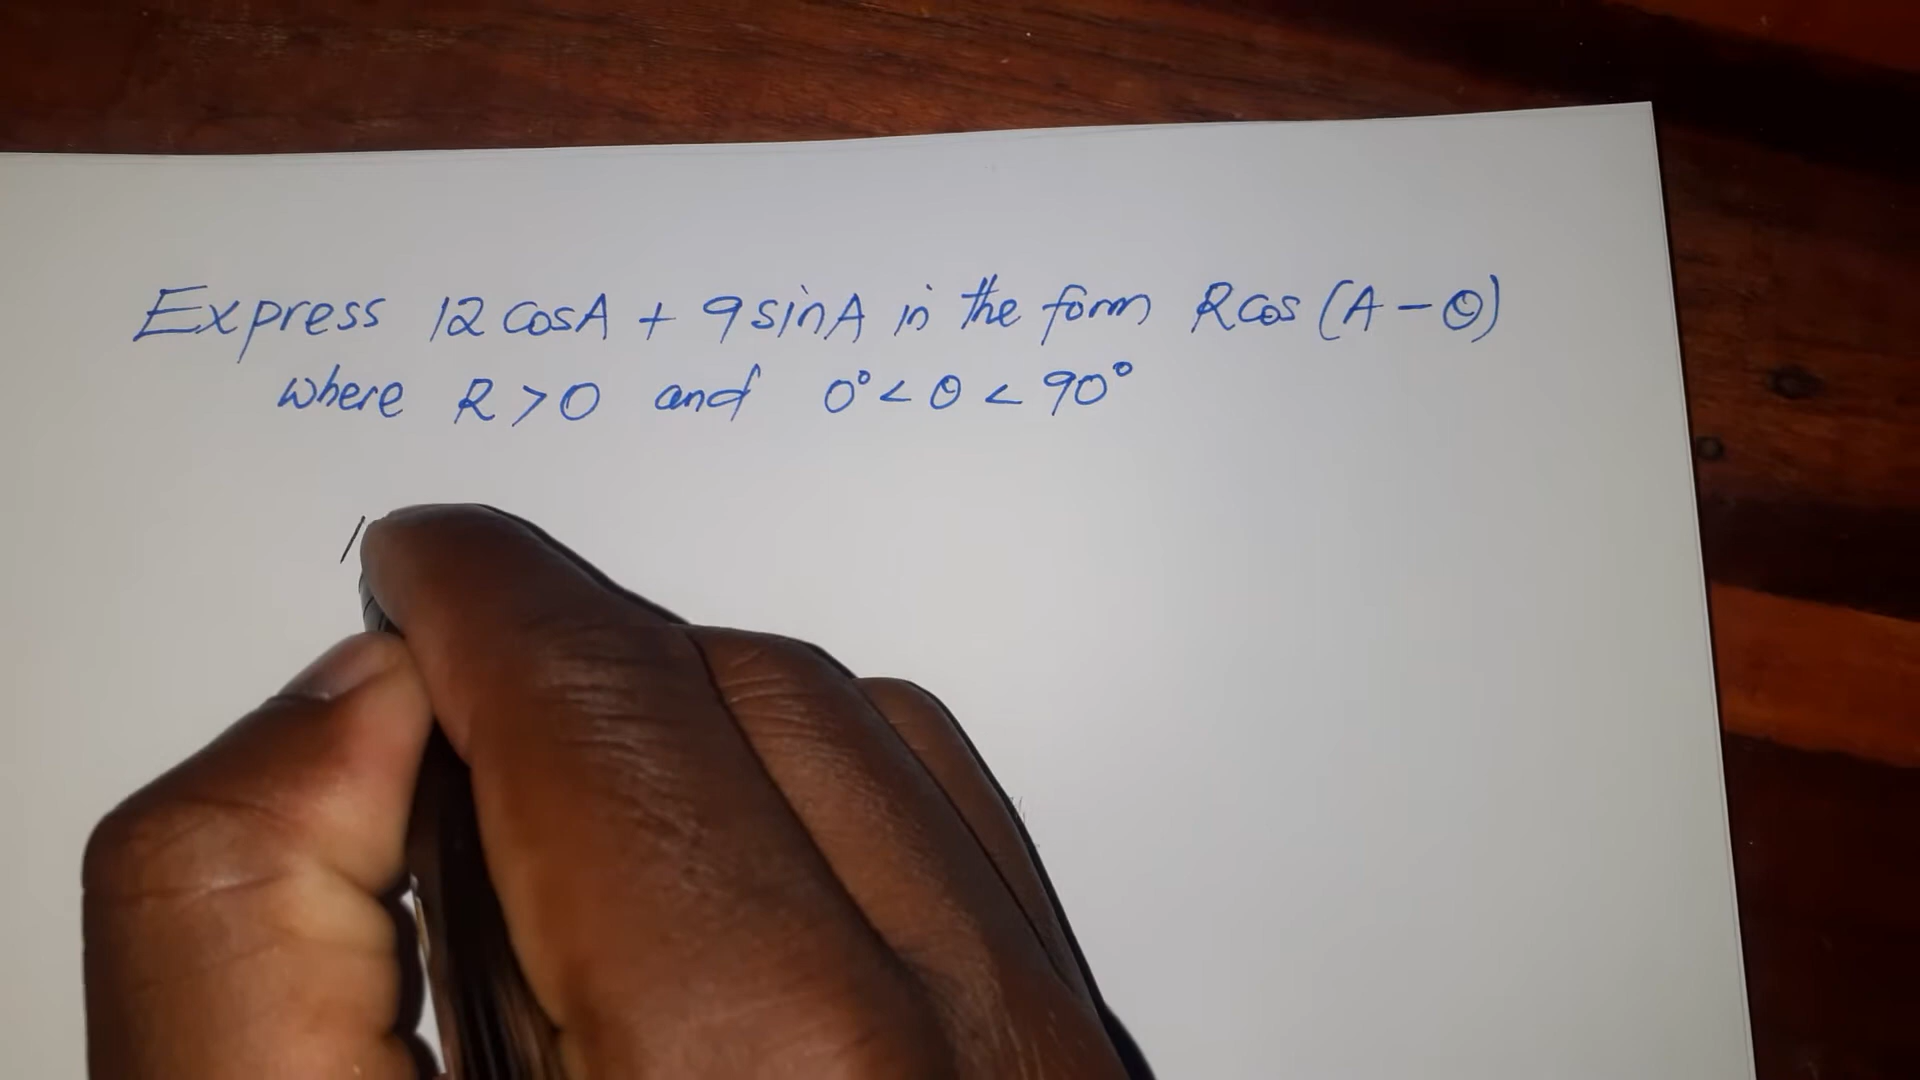 Express 12 cosA + 9 sinA in the form Rcos (A - θ)
where R > 0 and 0° < θ < 90°